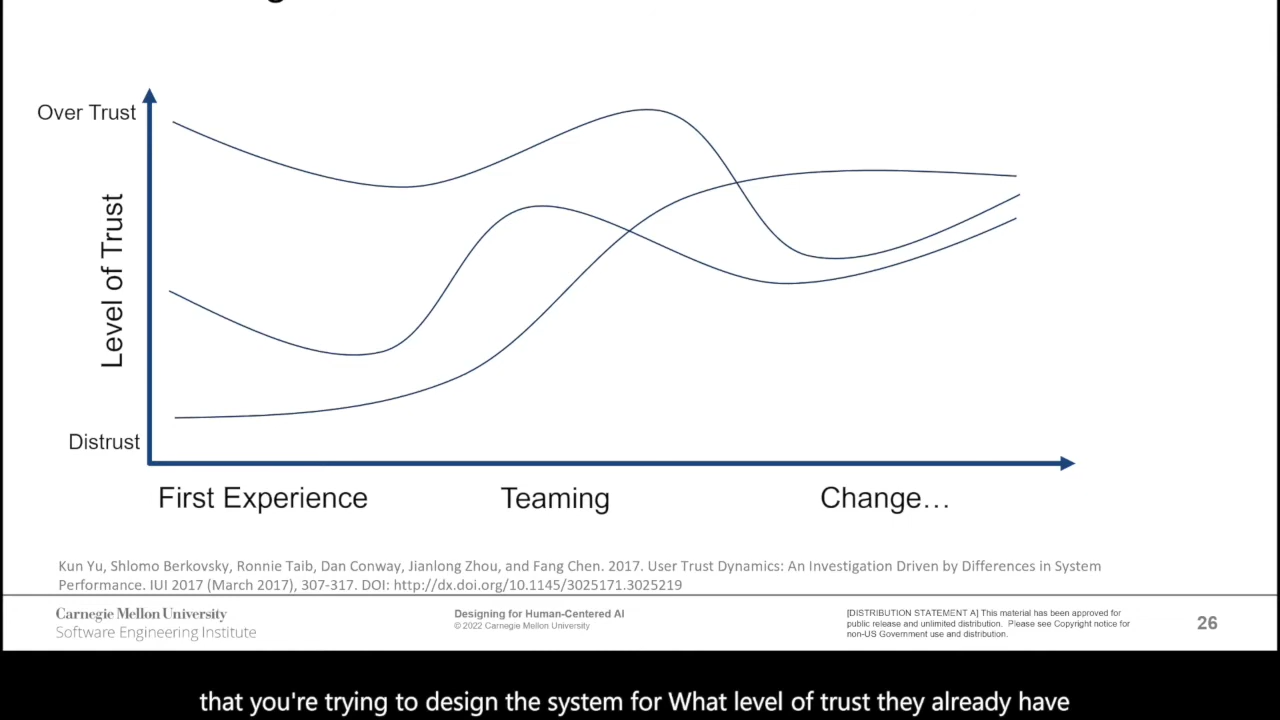 Over Trust
Level of Trust
Distrust
First Experience
Teaming
Change…
Kun Yu, Shlomo Berkovsky, Ronnie Taib, Dan Conway, Jianlong Zhou, and Fang Chen. 2017. User Trust Dynamics: An Investigation Driven by Differences in System
Performance. IUI 2017 (March 2017), 307-317. DOI: http://dx.doi.org/10.1145/3025171.3025219
Carnegie Mellon University
Software Engineering Institute
Designing for Human-Centered AI
© 2022 Carnegie Mellon University
[DISTRIBUTION STATEMENT A] This material has been approved for
public release and unlimited distribution. Please see Copyright notice for
non-US Government use and distribution.
26
that you're trying to design the system for What level of trust they already have